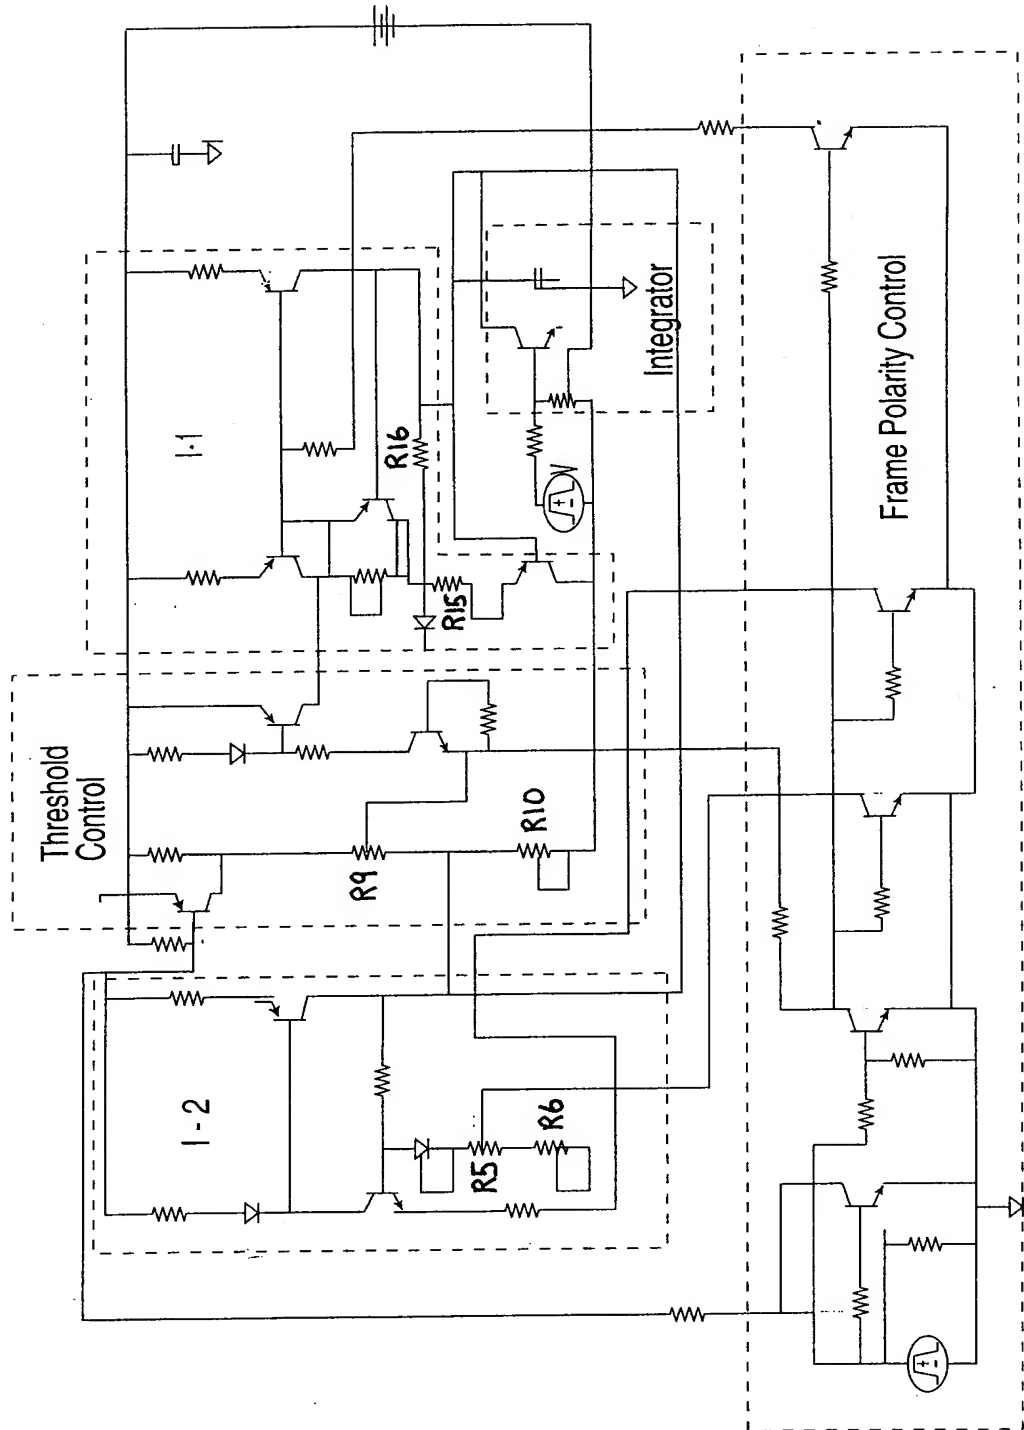 I-1
R16
Integrator
Frame Polarity Control
R15
Threshold
Control
R10
R9
I-2
R6
R5